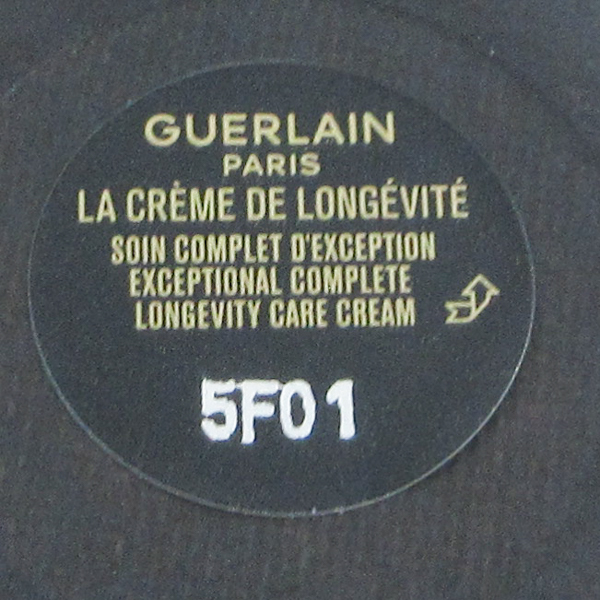 GUERLAIN
PARIS
LA CRÈME DE LONGÉVITÉ
SOIN COMPLET D'EXCEPTION
EXCEPTIONAL COMPLETE
LONGEVITY CARE CREAM
5F01